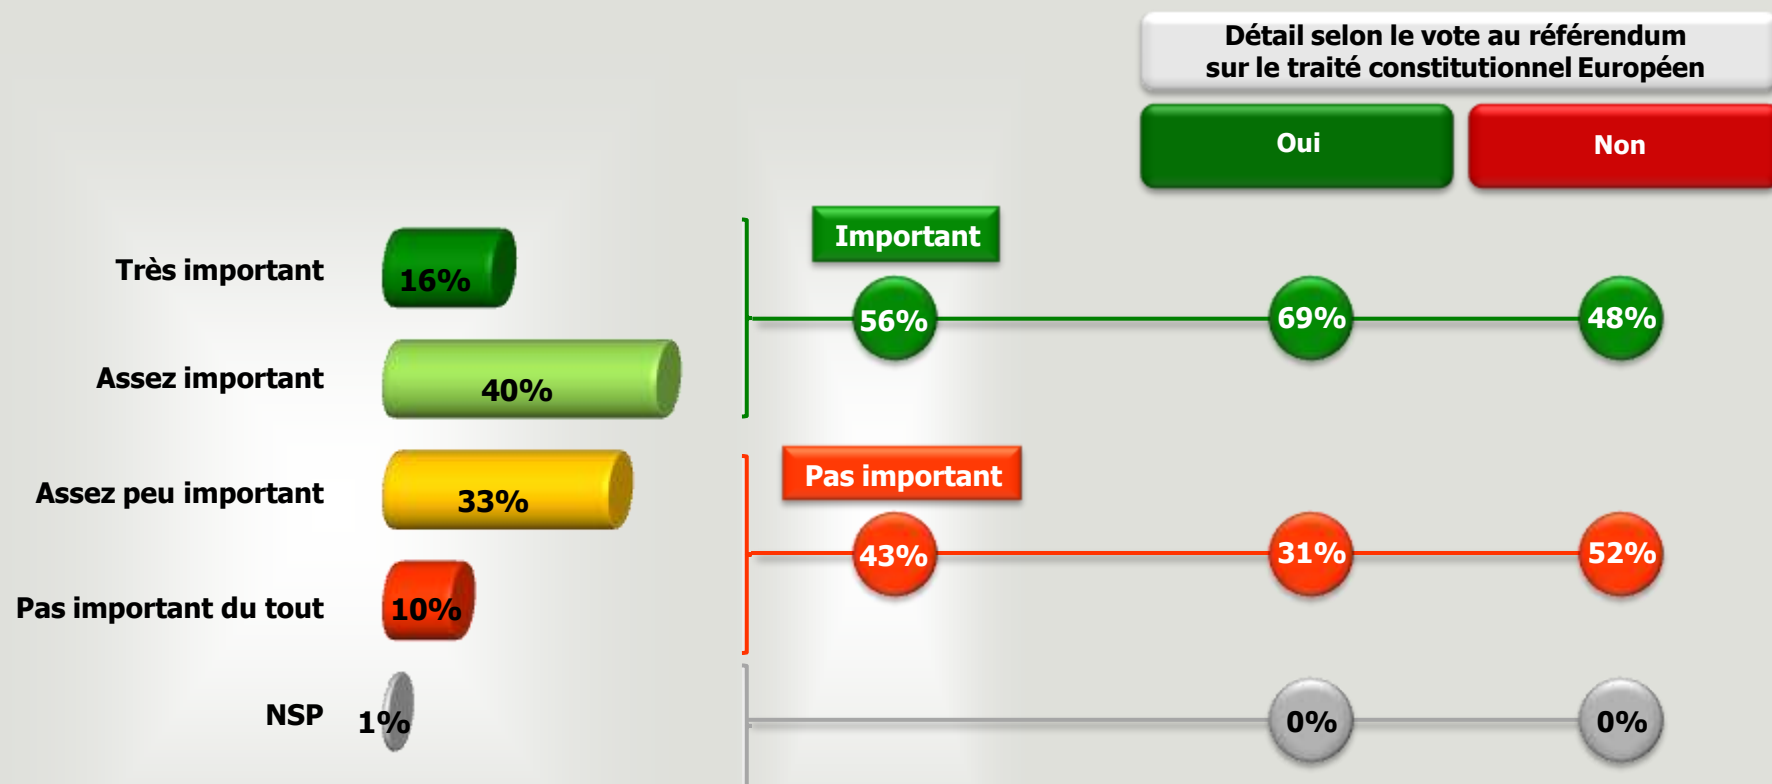 Détail selon le vote au référendum
sur le traité constitutionnel Européen
Oui
Non
Important
Très important
16%
56%
69%
48%
Assez important
40%
Pas important
Assez peu important
33%
43%
31%
52%
Pas important du tout
10%
NSP
1%
0%
0%